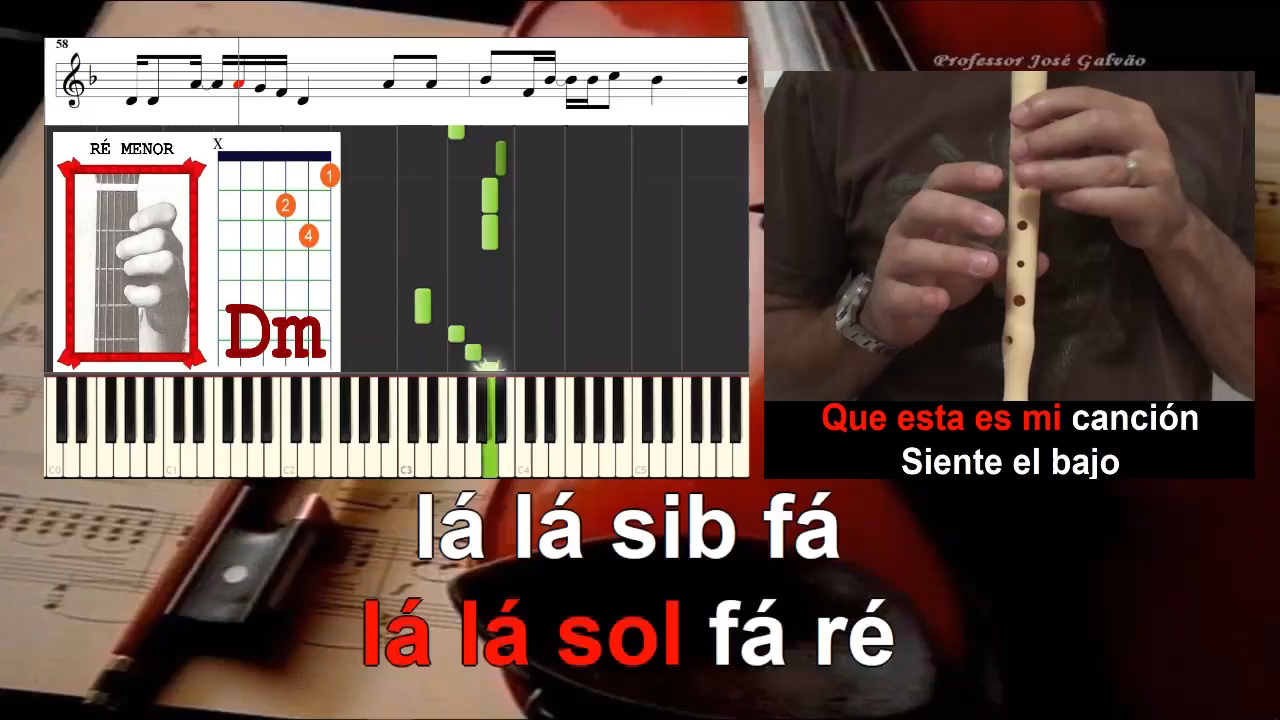 58
Professor José Galvão
RÉ MENOR
X
1
2
4
Dm
C0 C1 C2 C3 C4 C5
Que esta es mi canción
Siente el bajo
lá lá sib fá
lá lá sol fá ré